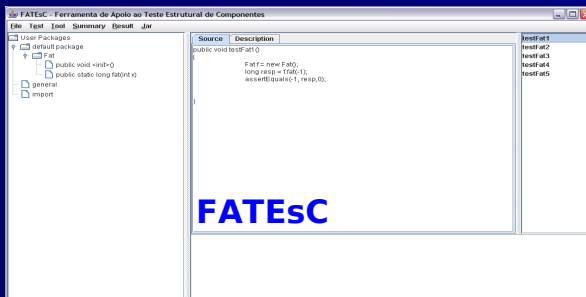 FATEsC - Ferramenta de Apoio ao Teste Estrutural de Componentes
File Test Tool Summary Result Jar
User Packages
default package
Fat
public void <init>()
public static long fat(int x)
general
import
Source Description
public void testFat1()
{
Fat f = new Fat();
long resp = f.fat(-1);
assertEquals(-1, resp,0);
}
FATEsC
testFat1
testFat2
testFat3
testFat4
testFat5